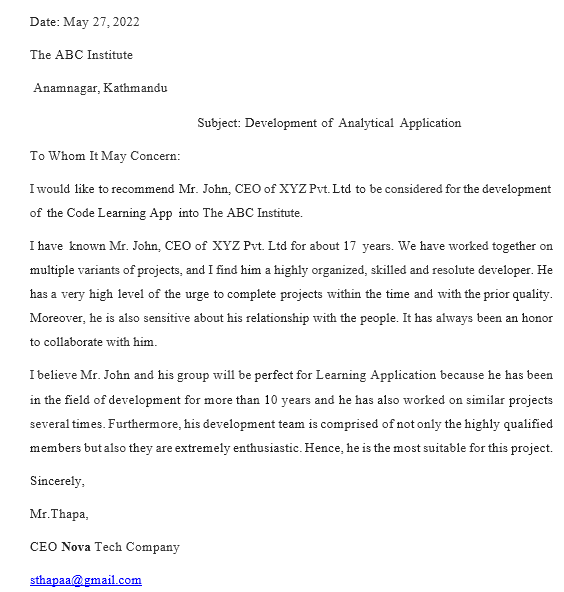 Date: May 27, 2022
The ABC Institute
Anamnagar, Kathmandu
Subject: Development of Analytical Application
To Whom It May Concern:
I would like to recommend Mr. John, CEO of XYZ Pvt. Ltd to be considered for the development
of the Code Learning App into The ABC Institute.
I have known Mr. John, CEO of XYZ Pvt. Ltd for about 17 years. We have worked together on
multiple variants of projects, and I find him a highly organized, skilled and resolute developer. He
has a very high level of the urge to complete projects within the time and with the prior quality.
Moreover, he is also sensitive about his relationship with the people. It has always been an honor
to collaborate with him.
I believe Mr. John and his group will be perfect for Learning Application because he has been
in the field of development for more than 10 years and he has also worked on similar projects
several times. Furthermore, his development team is comprised of not only the highly qualified
members but also they are extremely enthusiastic. Hence, he is the most suitable for this project.
Sincerely,
Mr.Thapa,
CEO Nova Tech Company
sthapaa@gmail.com